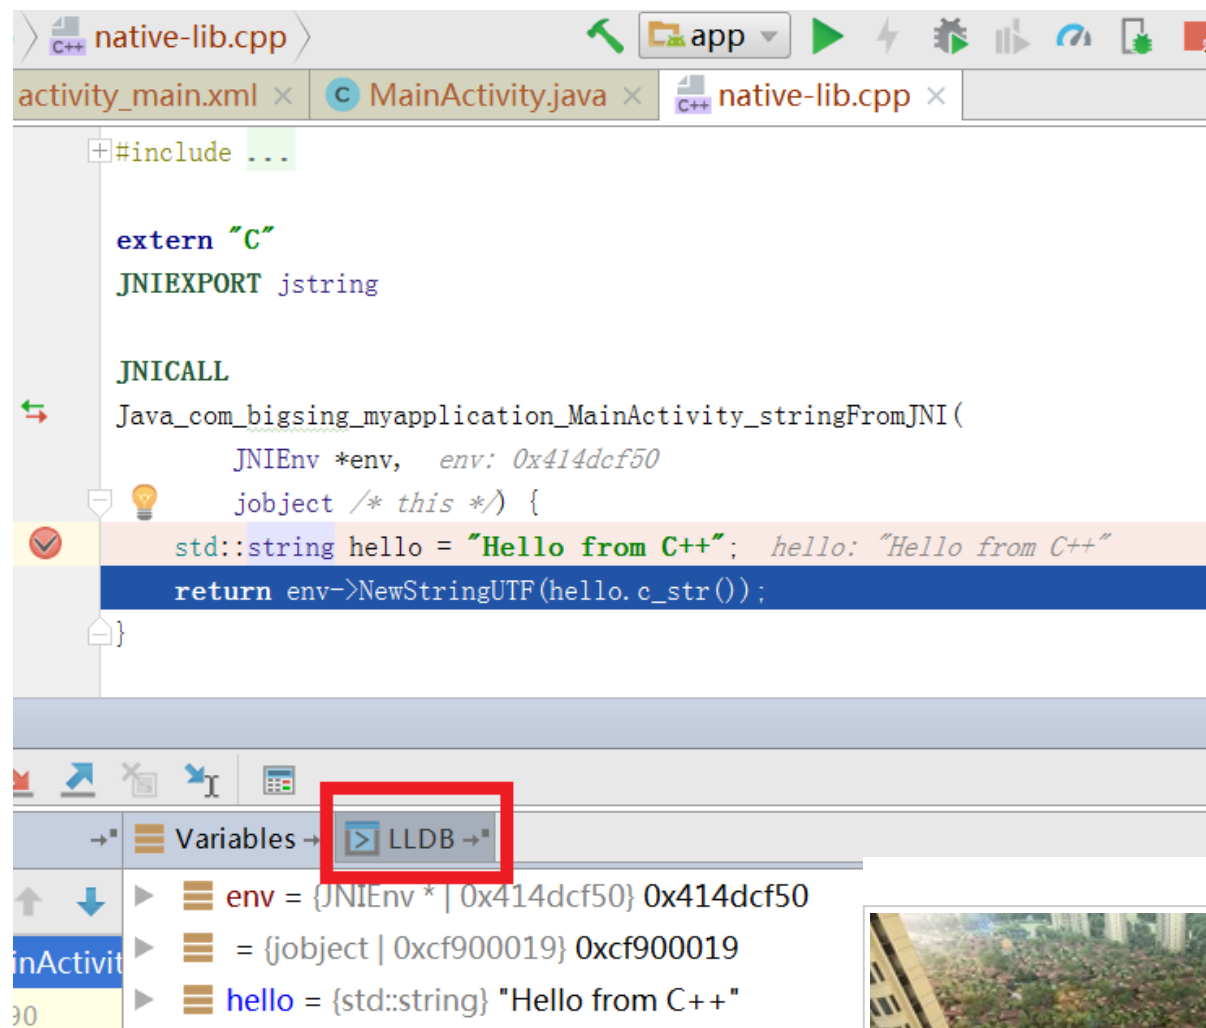 C++ native-lib.cpp app
activity_main.xml × C MainActivity.java × C++ native-lib.cpp ×
#include ...
extern "C"
JNIEXPORT jstring
JNICALL
Java_com_bigsing_myapplication_MainActivity_stringFromJNI(
JNIEnv *env, env: 0x414dcf50
jobject /* this */) {
std::string hello = "Hello from C++"; hello: "Hello from C++"
return env->NewStringUTF(hello.c_str());
}
Variables LLDB
env = {JNIEnv * | 0x414dcf50} 0x414dcf50
= {jobject | 0xcf900019} 0xcf900019
inActivit
hello = {std::string} "Hello from C++"
90